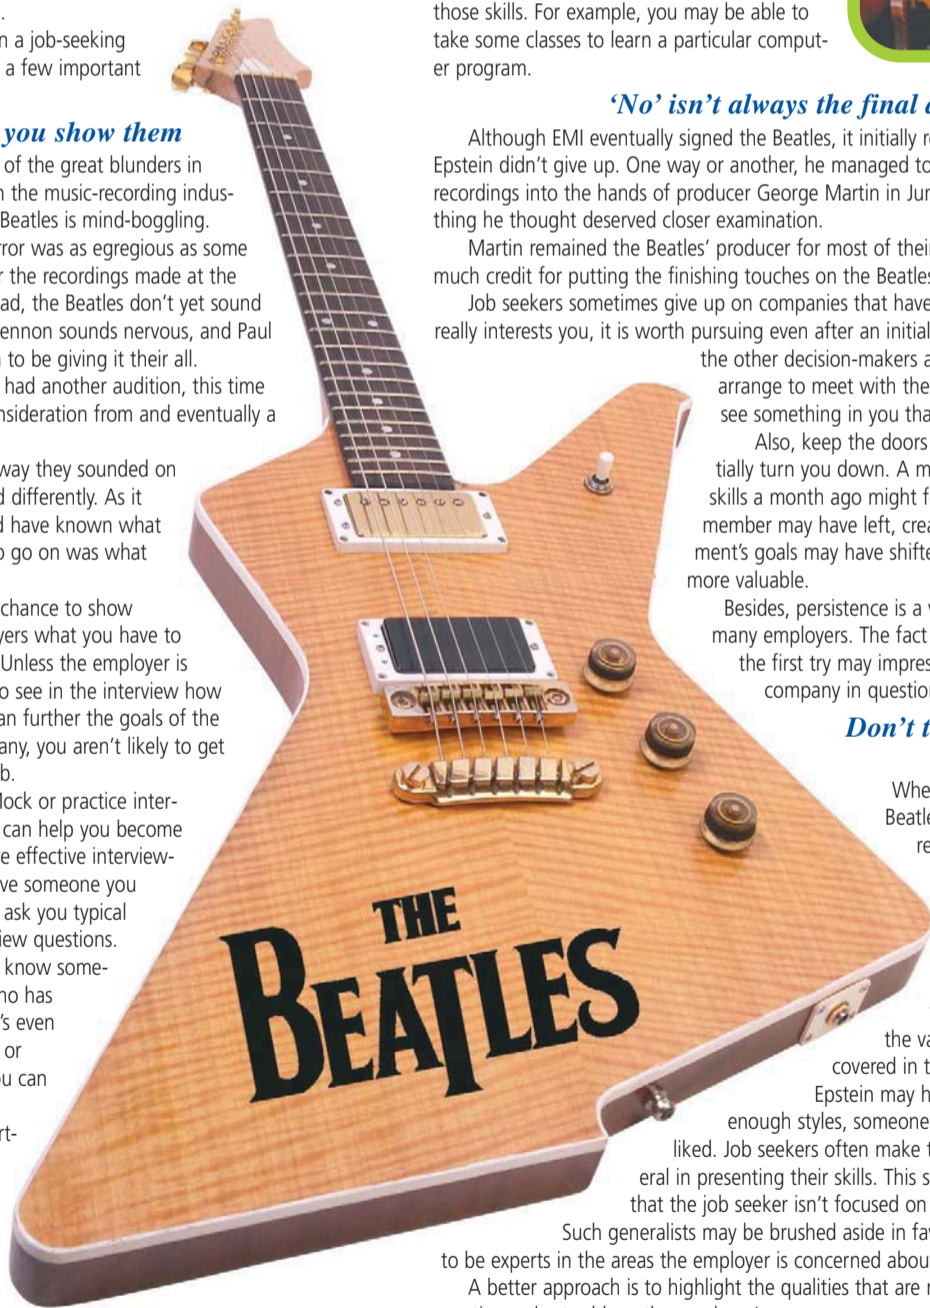 n a job-seeking
a few important
you show them
of the great blunders in
n the music-recording indus-
Beatles is mind-boggling.
rror was as egregious as some
r the recordings made at the
ad, the Beatles don’t yet sound
ennon sounds nervous, and Paul
to be giving it their all.
had another audition, this time
nsideration from and eventually a
way they sounded on
d differently. As it
d have known what
o go on was what
chance to show
yers what you have to
Unless the employer is
o see in the interview how
an further the goals of the
any, you aren’t likely to get
b.
Mock or practice inter-
can help you become
e effective interview-
ve someone you
ask you typical
iew questions.
know some-
ho has
’s even
or
ou can
rt-
THE
BEATLES
those skills. For example, you may be able to
take some classes to learn a particular comput-
er program.
‘No’ isn’t always the final a
Although EMI eventually signed the Beatles, it initially re
Epstein didn’t give up. One way or another, he managed to
recordings into the hands of producer George Martin in Jun
thing he thought deserved closer examination.
Martin remained the Beatles’ producer for most of their
much credit for putting the finishing touches on the Beatles
Job seekers sometimes give up on companies that have
really interests you, it is worth pursuing even after an initial
the other decision-makers a
arrange to meet with the
see something in you tha
Also, keep the doors
tially turn you down. A m
skills a month ago might f
member may have left, crea
ment’s goals may have shifte
more valuable.
Besides, persistence is a v
many employers. The fact
the first try may impres
company in question
Don’t t
Whe
Beatle
re
the va
covered in t
Epstein may h
enough styles, someone
liked. Job seekers often make t
eral in presenting their skills. This s
that the job seeker isn’t focused on
Such generalists may be brushed aside in fav
to be experts in the areas the employer is concerned abou
A better approach is to highlight the qualities that are r